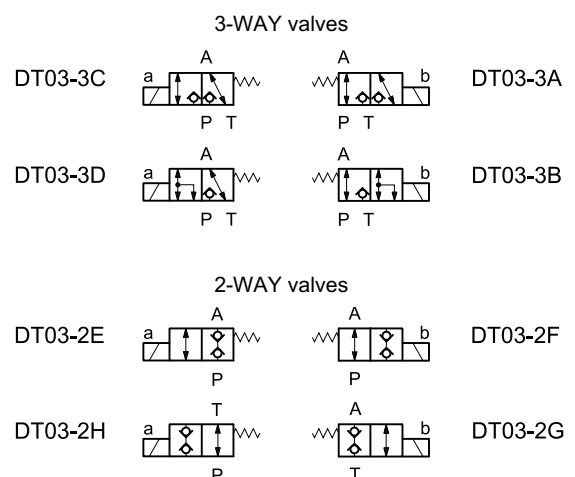 3-WAY valves
A A
DT03-3C a b DT03-3A
P T P T
A A
DT03-3D a b DT03-3B
P T P T
2-WAY valves
A A
DT03-2E a b DT03-2F
P P
T A
DT03-2H a b DT03-2G
P T